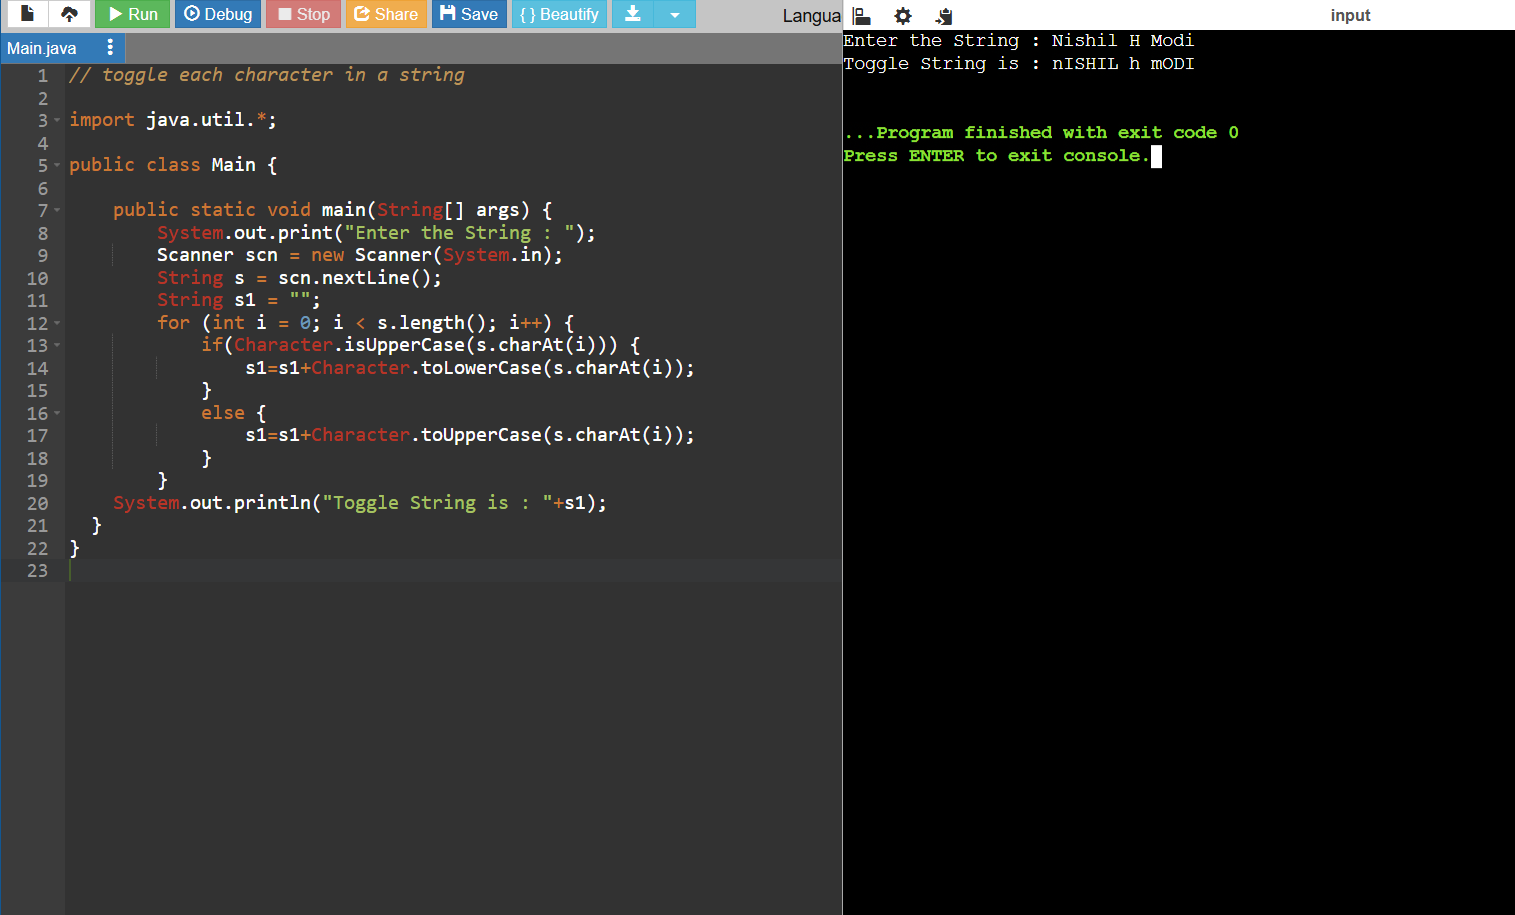 Run Debug Stop Share Save { } Beautify Langua
Main.java
1 // toggle each character in a string
2
3 import java.util.*;
4
5 public class Main {
6
7     public static void main(String[] args) {
8         System.out.print("Enter the String : ");
9         Scanner scn = new Scanner(System.in);
10         String s = scn.nextLine();
11         String s1 = "";
12         for (int i = 0; i < s.length(); i++) {
13             if(Character.isUpperCase(s.charAt(i))) {
14                 s1=s1+Character.toLowerCase(s.charAt(i));
15             }
16             else {
17                 s1=s1+Character.toUpperCase(s.charAt(i));
18             }
19         }
20     System.out.println("Toggle String is : "+s1);
21   }
22 }
23
input
Enter the String : Nishil H Modi
Toggle String is : nISHIL h mODI
...Program finished with exit code 0
Press ENTER to exit console.